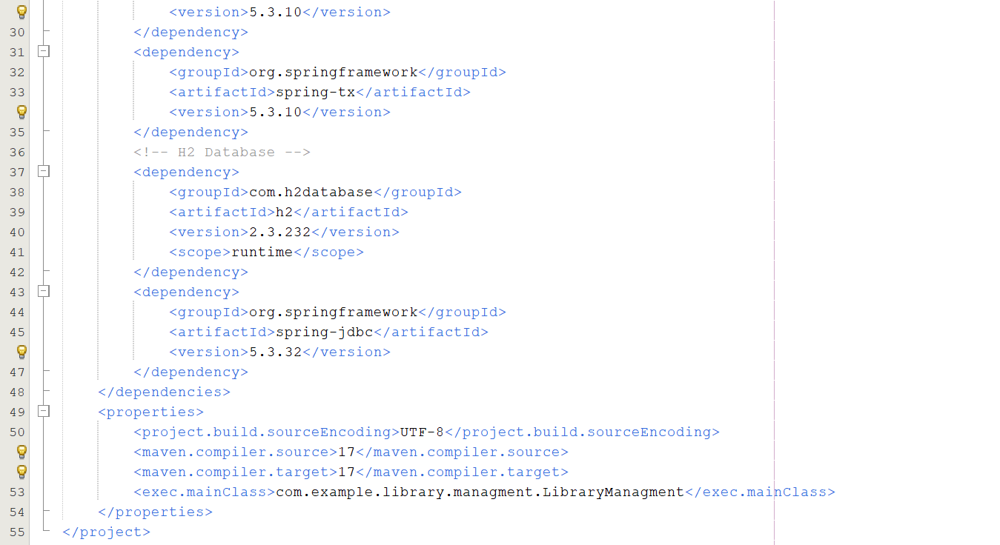 <version>5.3.10</version>
30 </dependency>
31 <dependency>
32 <groupId>org.springframework</groupId>
33 <artifactId>spring-tx</artifactId>
<version>5.3.10</version>
35 </dependency>
36 <!-- H2 Database -->
37 <dependency>
38 <groupId>com.h2database</groupId>
39 <artifactId>h2</artifactId>
40 <version>2.3.232</version>
41 <scope>runtime</scope>
42 </dependency>
43 <dependency>
44 <groupId>org.springframework</groupId>
45 <artifactId>spring-jdbc</artifactId>
<version>5.3.32</version>
47 </dependency>
48 </dependencies>
49 <properties>
50 <project.build.sourceEncoding>UTF-8</project.build.sourceEncoding>
<maven.compiler.source>17</maven.compiler.source>
<maven.compiler.target>17</maven.compiler.target>
53 <exec.mainClass>com.example.library.managment.LibraryManagment</exec.mainClass>
54 </properties>
55 </project>